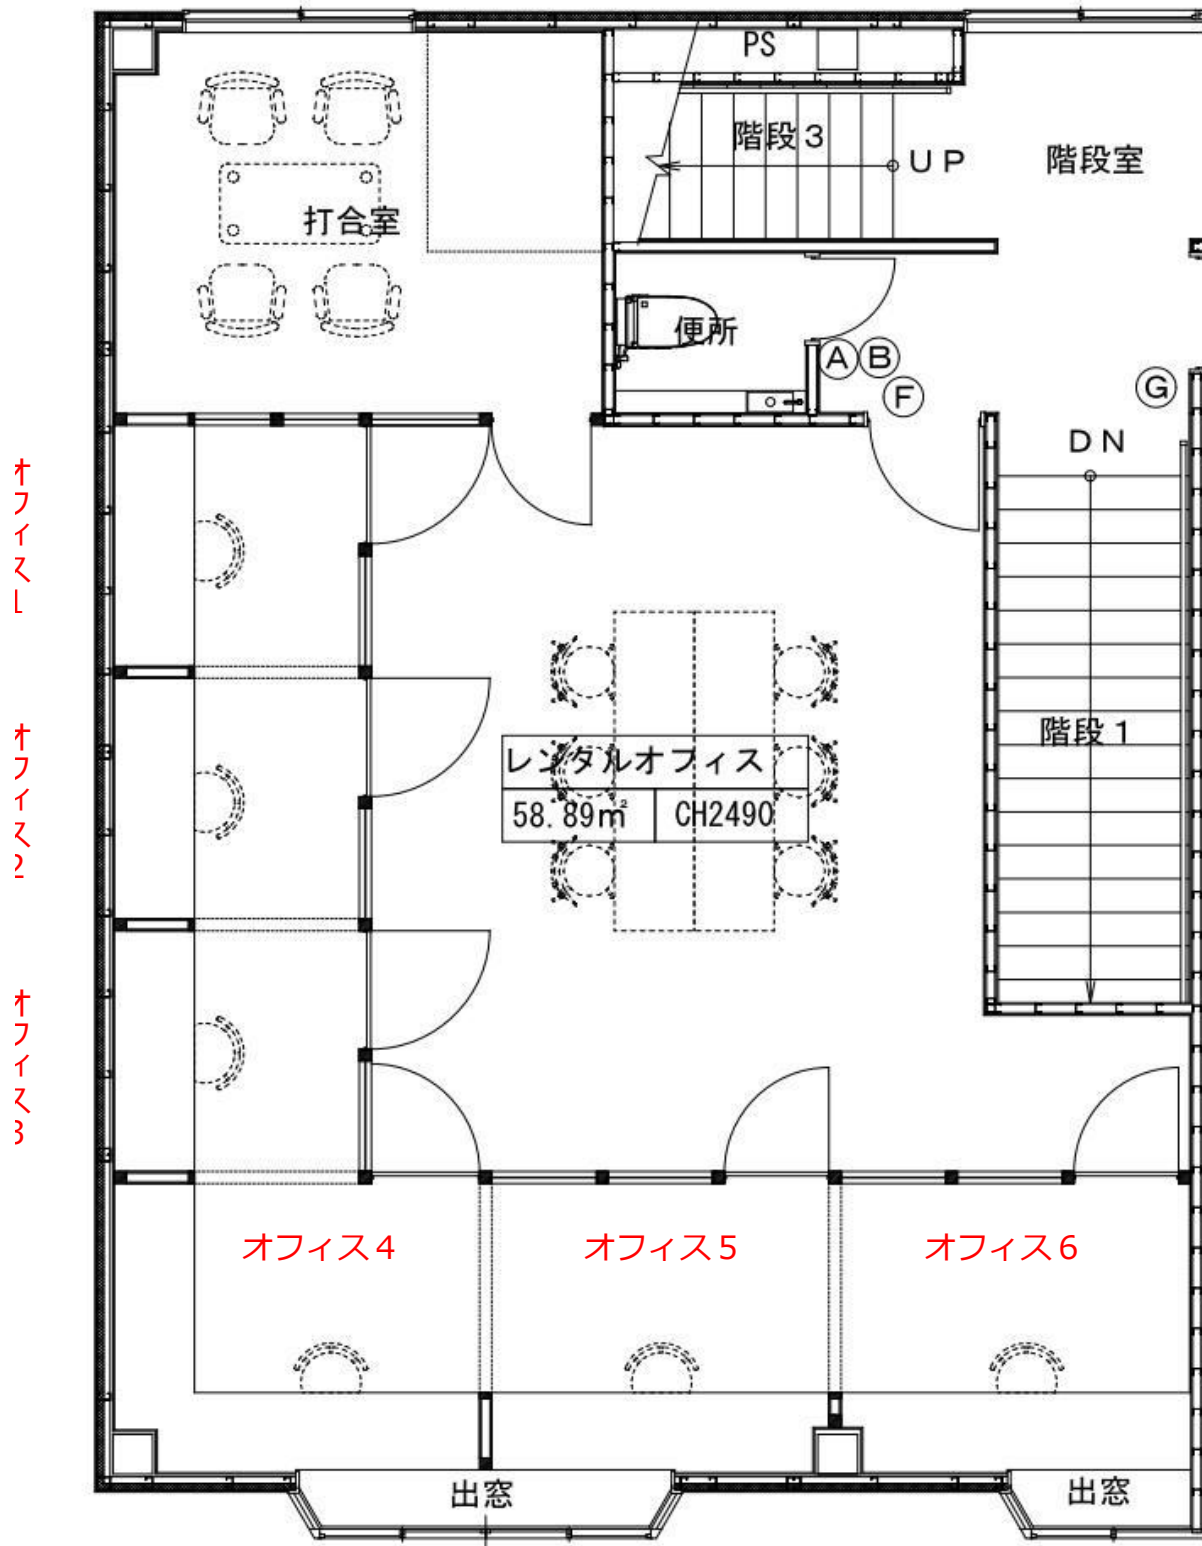 PS
階段３
UP
階段室
打合室
便所
A B
F
G
DN
オフィス1
オフィス2
オフィス3
階段１
レンタルオフィス
58.89㎡ CH2490
オフィス４
オフィス５
オフィス６
出窓
出窓